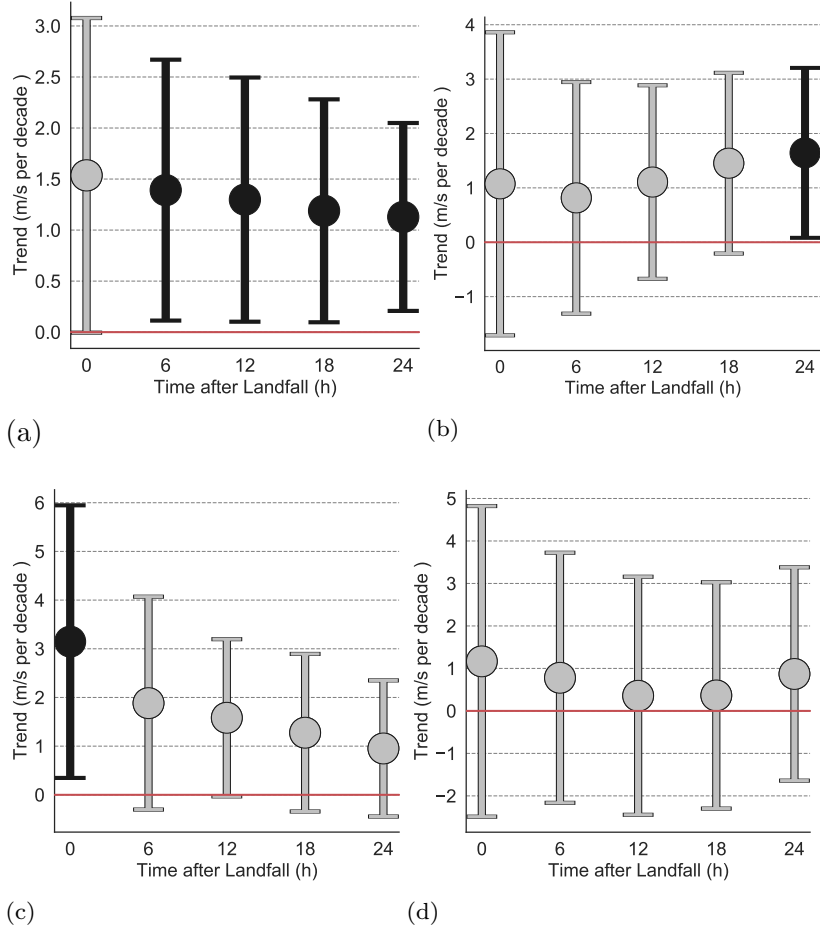 3.0
2.5
2.0
1.5
1.0
0.5
0.0
Trend (m/s per decade )
0 6 12 18 24
Time after Landfall (h)
(a)
4
3
2
1
0
−1
Trend (m/s per decade )
0 6 12 18 24
Time after Landfall (h)
(b)
6
5
4
3
2
1
0
Trend (m/s per decade )
0 6 12 18 24
Time after Landfall (h)
(c)
5
4
3
2
1
0
−1
−2
Trend (m/s per decade )
0 6 12 18 24
Time after Landfall (h)
(d)